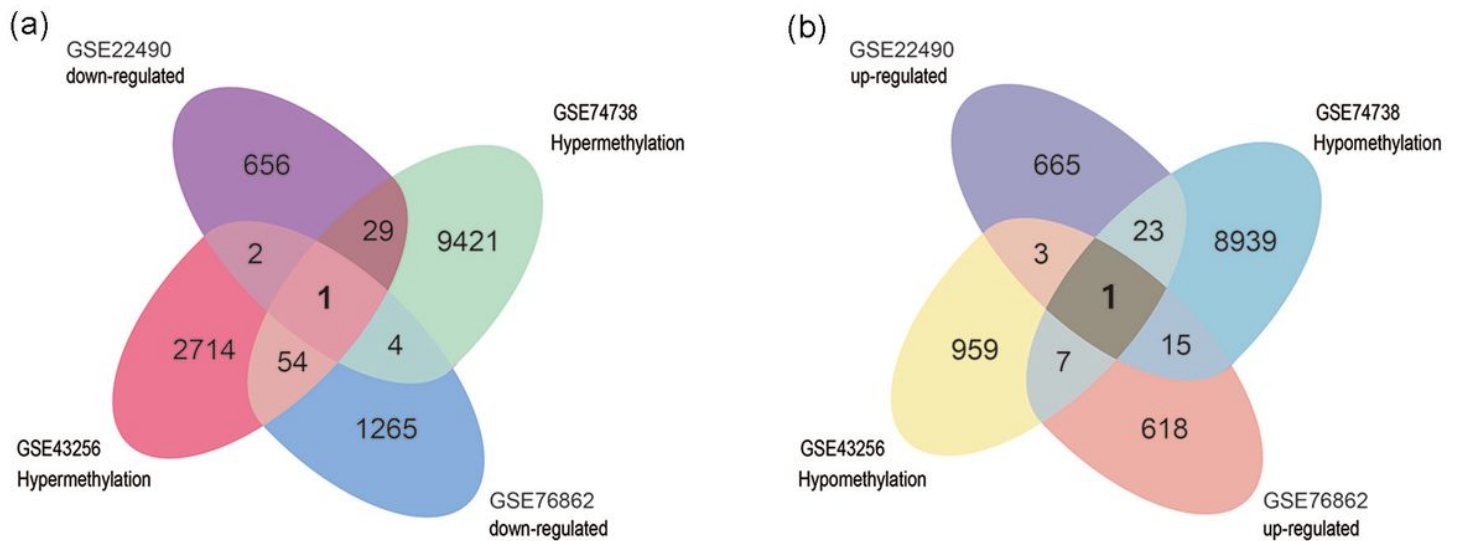 (a)
GSE22490
down-regulated
GSE74738
Hypermethylation
656
29
9421
2
1
2714
54
4
1265
GSE43256
Hypermethylation
GSE76862
down-regulated
(b)
GSE22490
up-regulated
GSE74738
Hypomethylation
665
23
8939
3
1
959
7
15
618
GSE43256
Hypomethylation
GSE76862
up-regulated